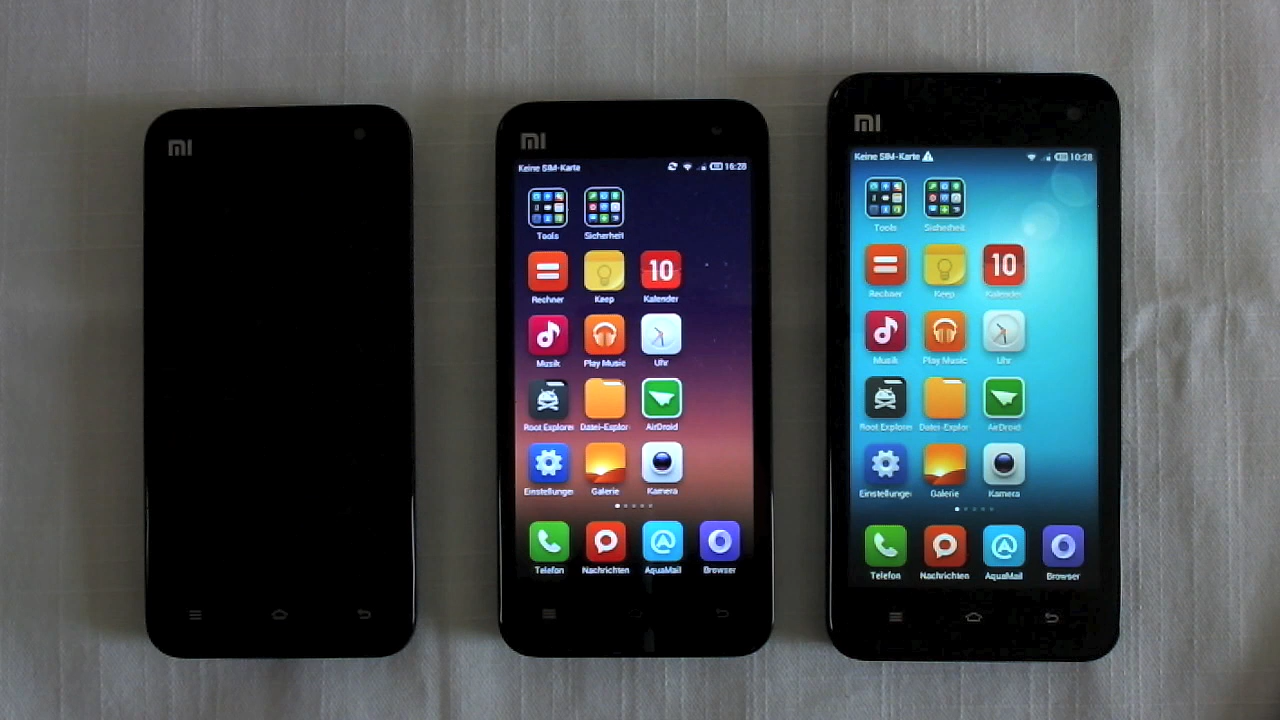 MI
MI
Keine SIM-Karte 16:28
Tools Sicherheit
10
Rechner Keep Kalender
Musik Play Music Uhr
Root Explorer Datei-Explor AirDroid
Einstellunge Galerie Kamera
Telefon Nachrichten AquaMail Browser
MI
Keine SIM-Karte 10:28
Tools Sicherheit
10
Rechner Keep Kalender
Musik Play Music Uhr
Root Explorer Datei-Explor AirDroid
Einstellunge Galerie Kamera
Telefon Nachrichten AquaMail Browser